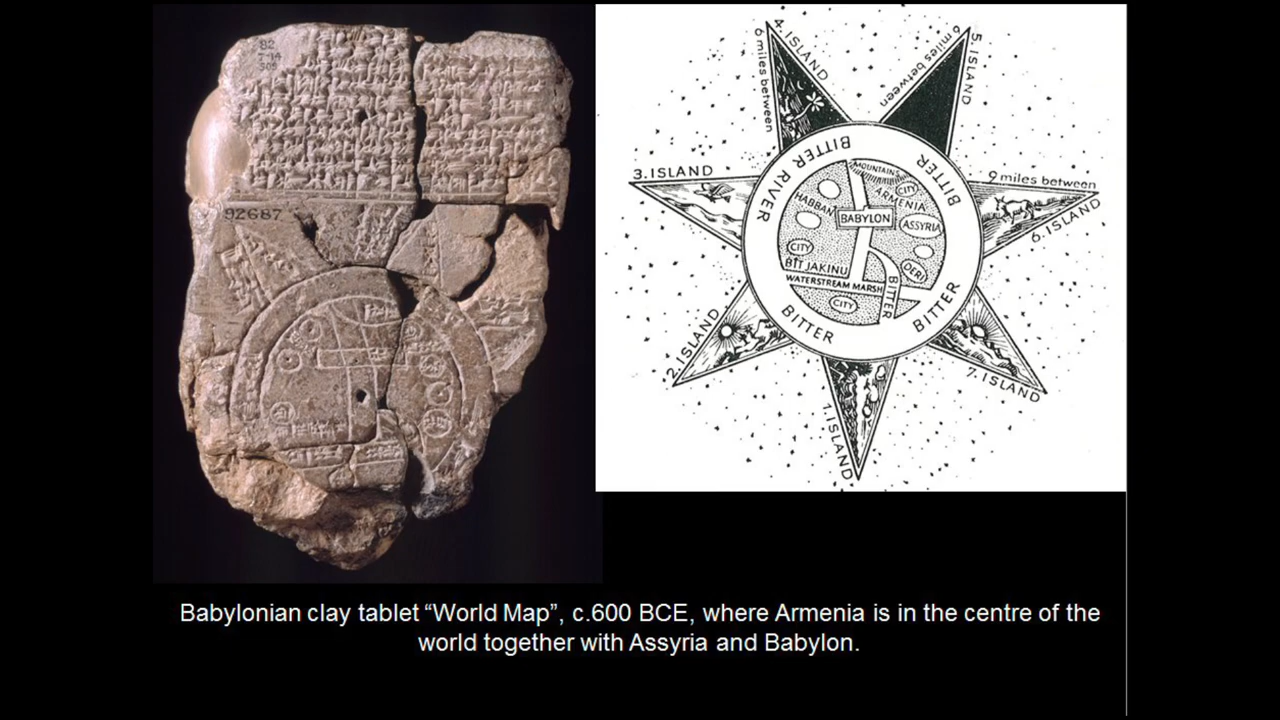 82
7-14
509
92687
4. ISLAND
6 miles between
5. ISLAND
6 miles between
3. ISLAND
9 miles between
6. ISLAND
2. ISLAND
7. ISLAND
1. ISLAND
BITTER RIVER
BITTER
BITTER
BITTER
BITTER
MOUNTAINS
CITY
ARMENIA
HABBAN
BABYLON
ASSYRIA
CITY
BIT JAKINU
DERI
WATERSTREAM MARSH
BITTER
CITY
Babylonian clay tablet “World Map”, c.600 BCE, where Armenia is in the centre of the
world together with Assyria and Babylon.